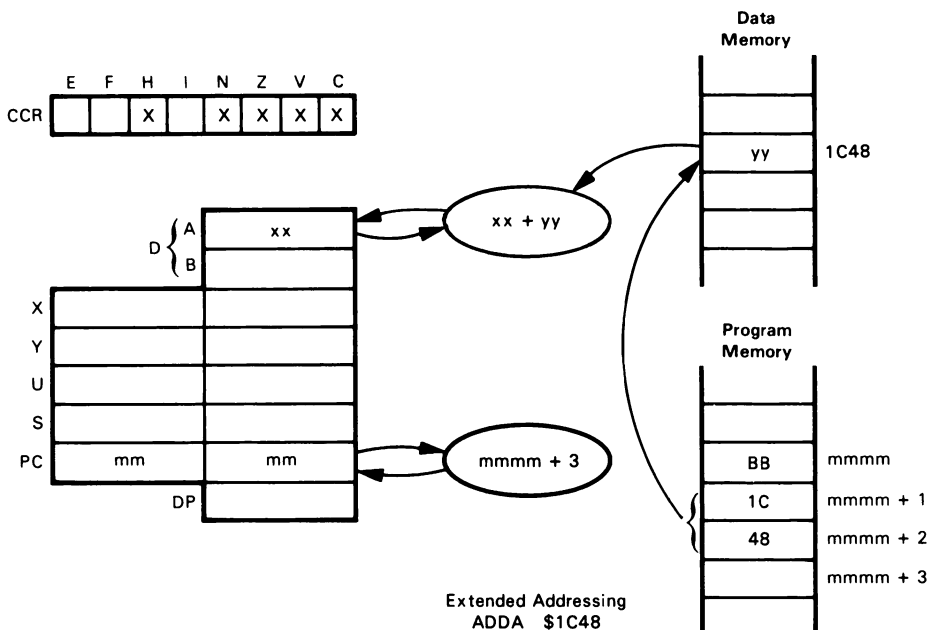 Data
Memory
E F H I N Z V C
CCR X X X X X
yy 1C48
D { A xx
B
xx + yy
X
Y
U
S
PC mm mm
DP
mmmm + 3
Program
Memory
BB mmmm
1C mmmm + 1
48 mmmm + 2
mmmm + 3
Extended Addressing
ADDA $1C48